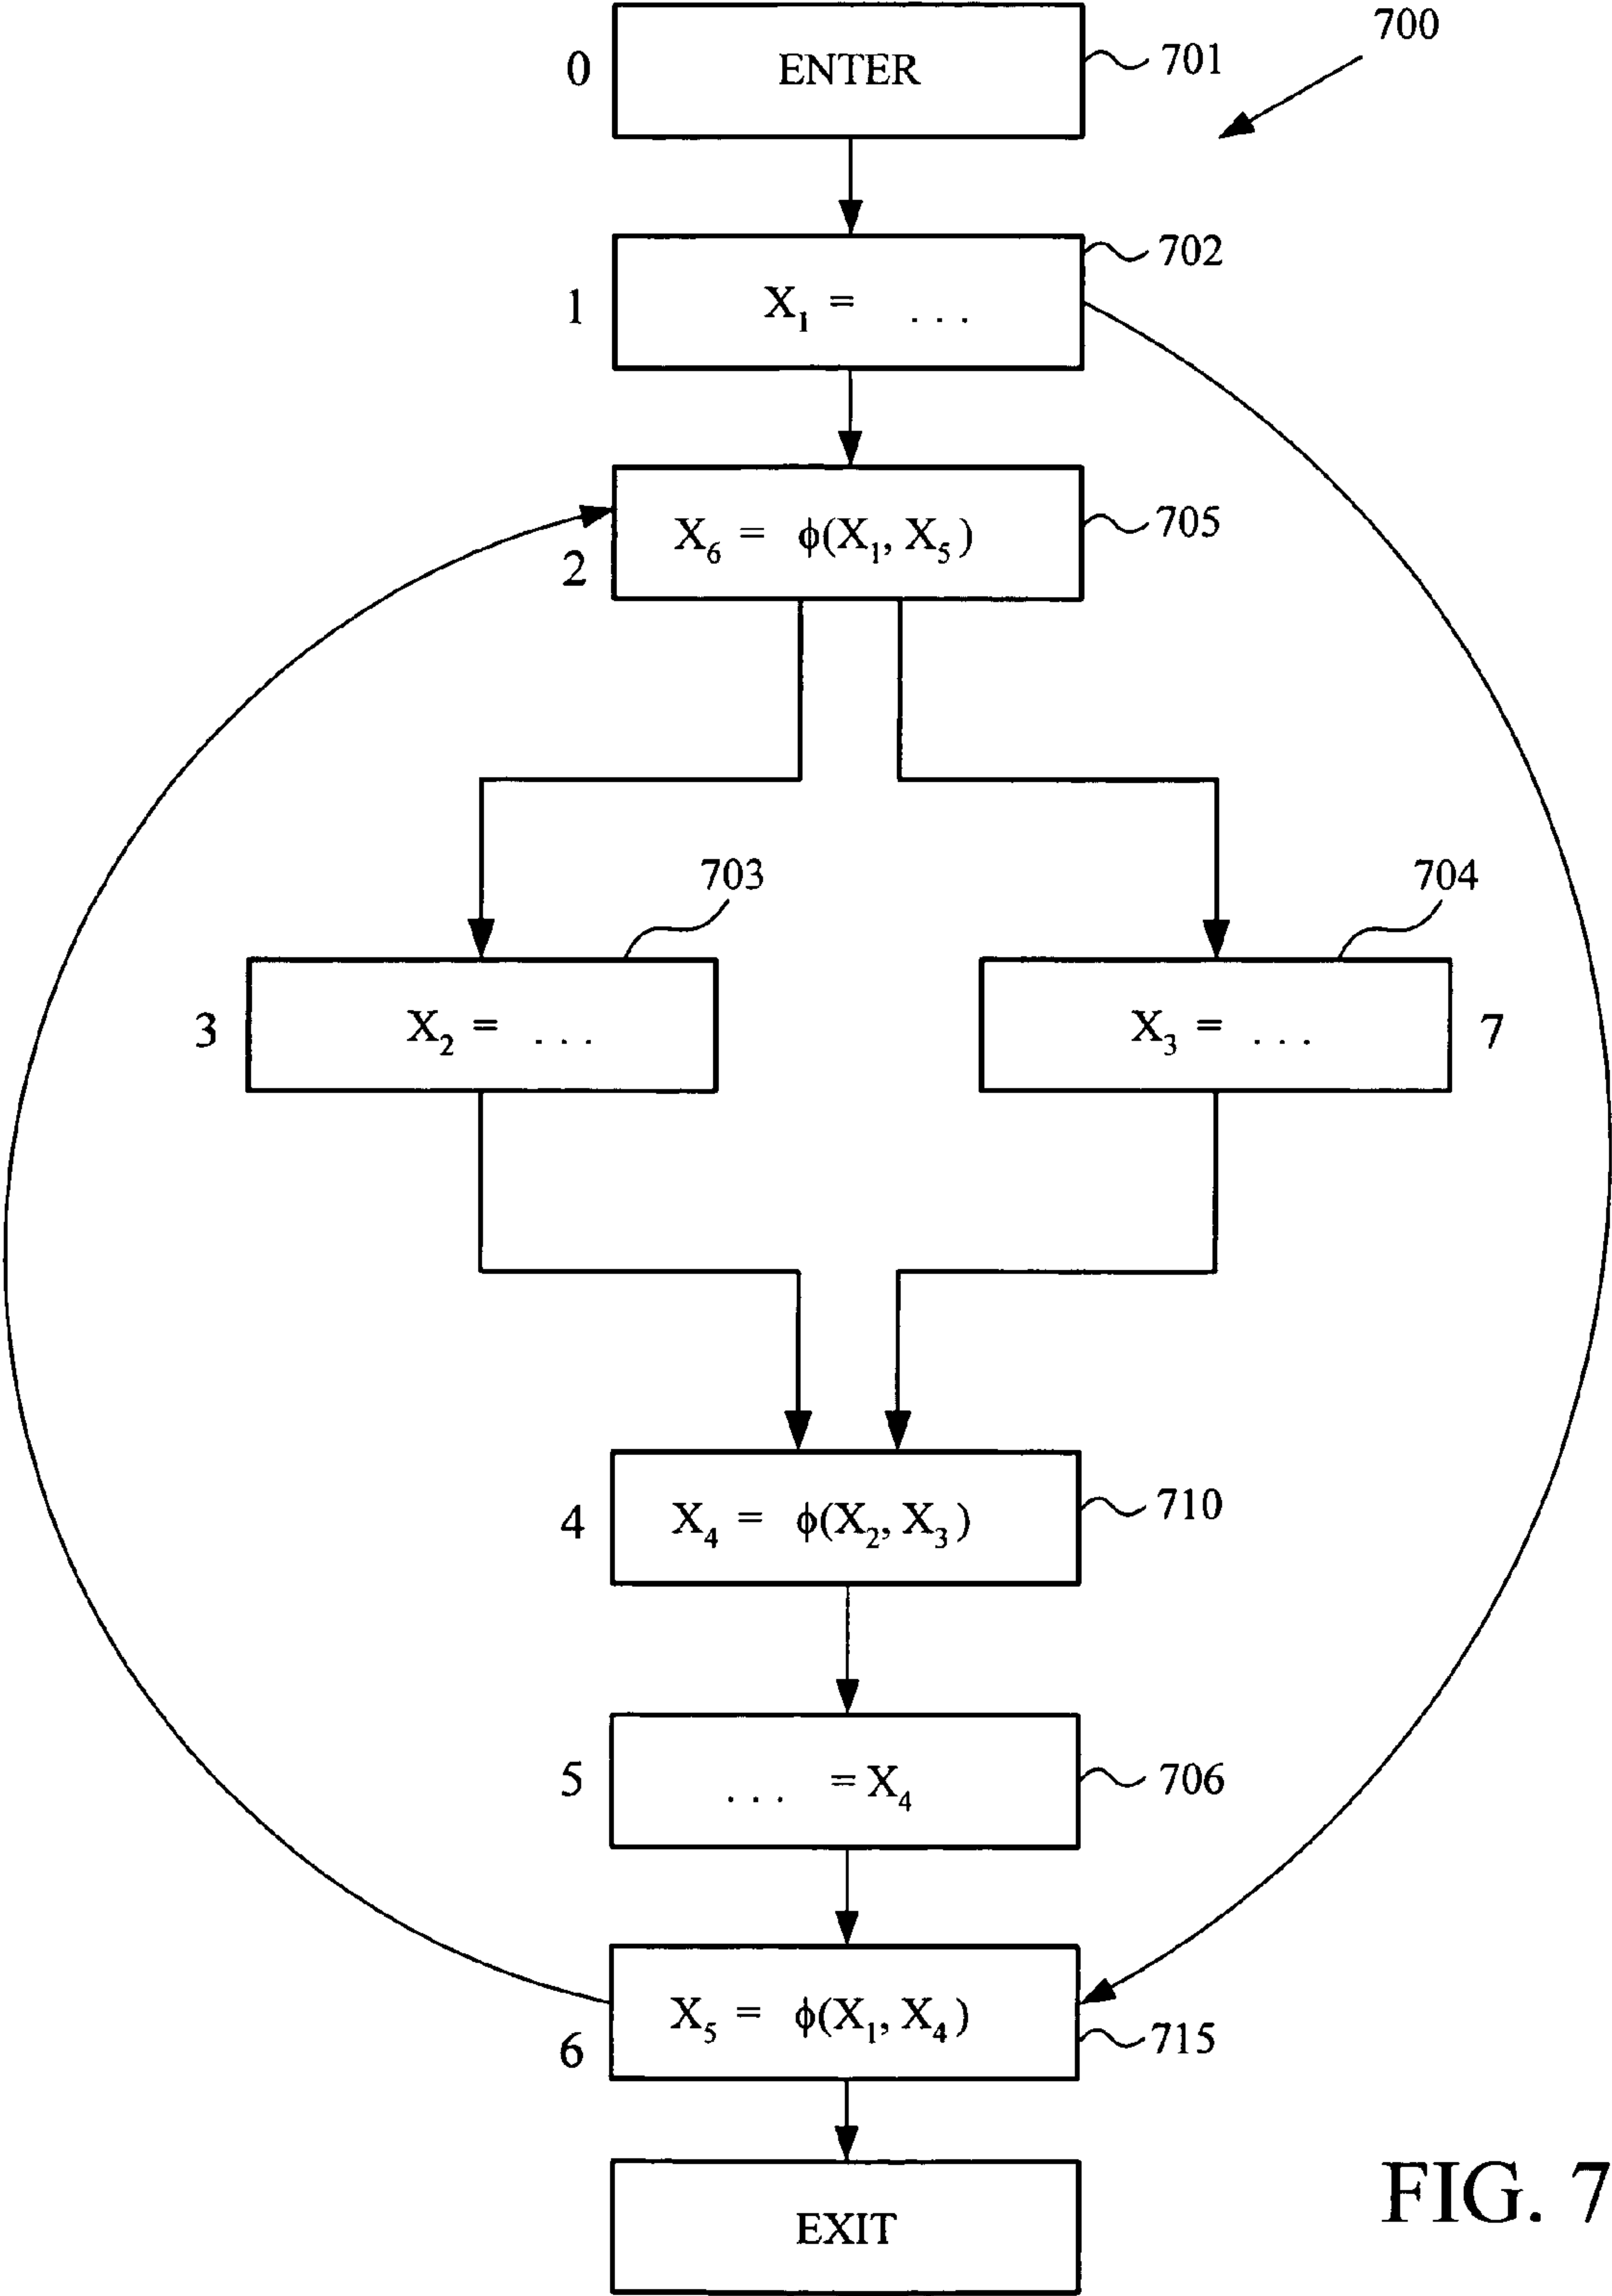 700
0 ENTER 701
702
1 X₁ = . . .
X₆ = ϕ(X₁, X₅) 705
2
703 704
3 X₂ = . . . X₃ = . . . 7
4 X₄ = ϕ(X₂, X₃) 710
5 . . . = X₄ 706
X₅ = ϕ(X₁, X₄) 715
6
EXIT
FIG. 7